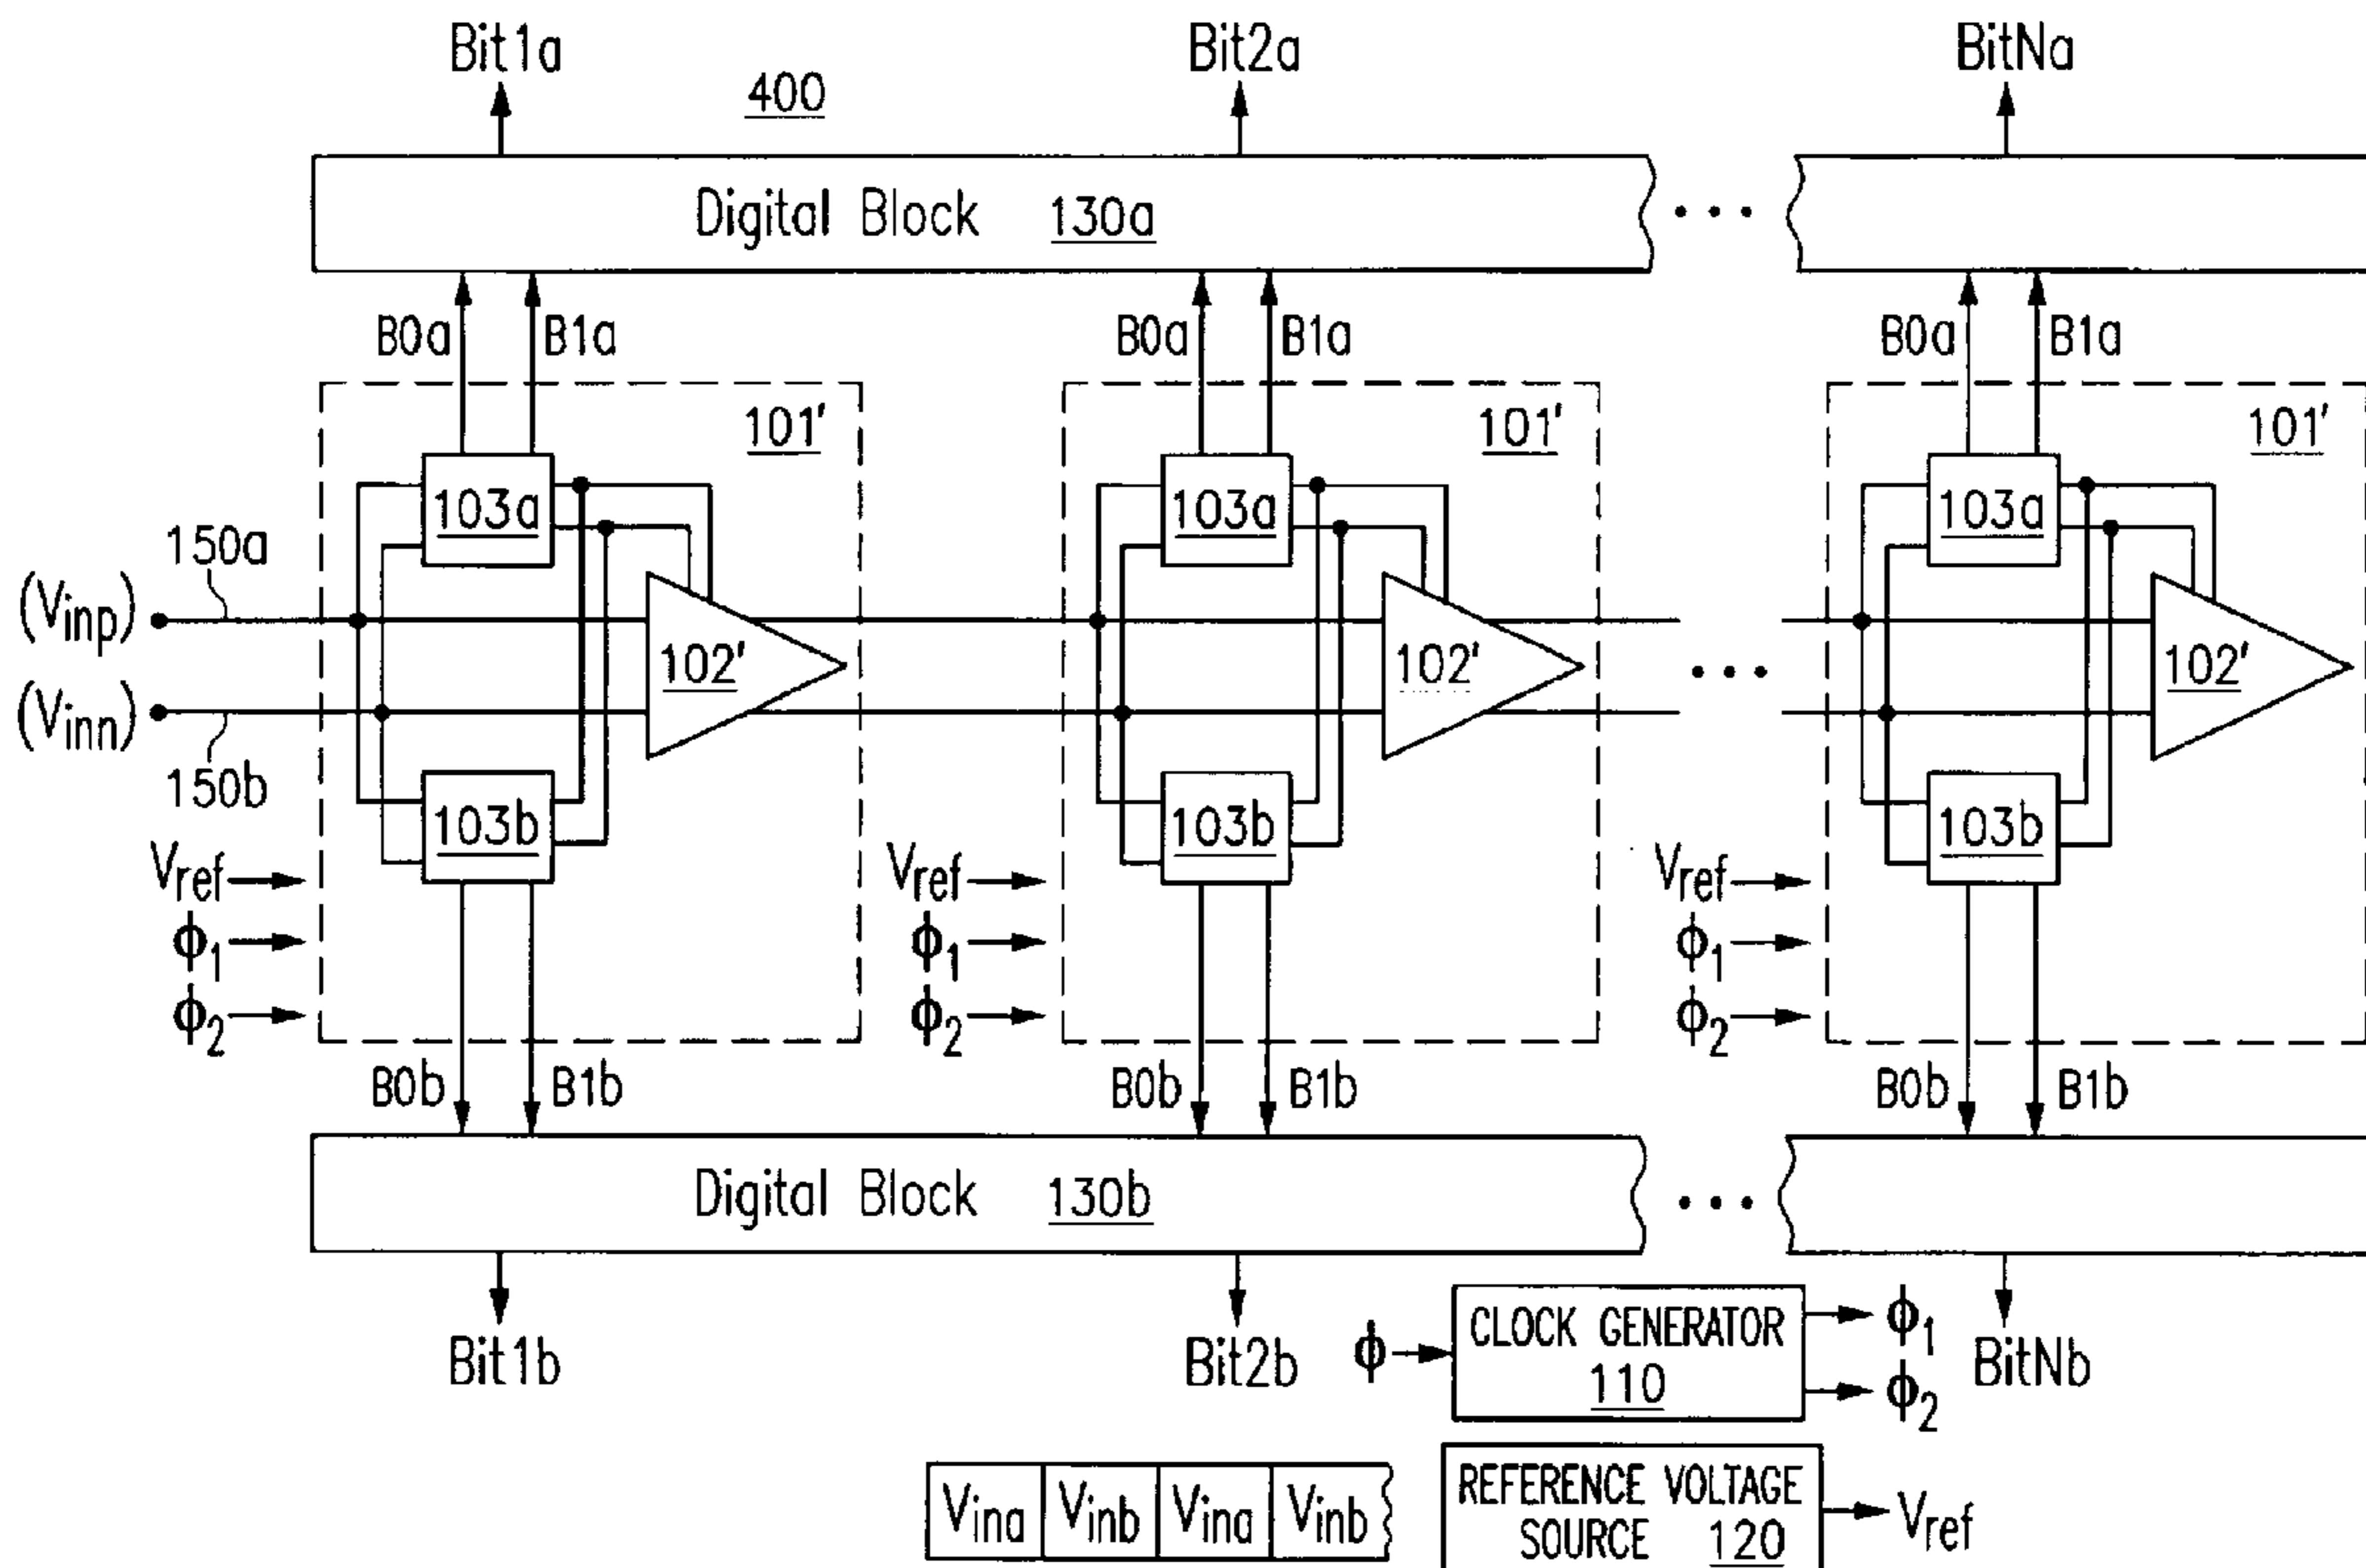 Bit1a Bit2a BitNa
400
Digital Block 130a
B0a B1a B0a B1a B0a B1a
101' 101' 101'
103a 103a 103a
150a
(Vinp)
102' 102' 102'
(Vinn)
150b
103b 103b 103b
Vref Vref Vref
ϕ1 ϕ1 ϕ1
ϕ2 ϕ2 ϕ2
B0b B1b B0b B1b B0b B1b
Digital Block 130b
Bit1b Bit2b BitNb
ϕ CLOCK GENERATOR ϕ1
110 ϕ2
Vina Vinb Vina Vinb
REFERENCE VOLTAGE
SOURCE 120 Vref